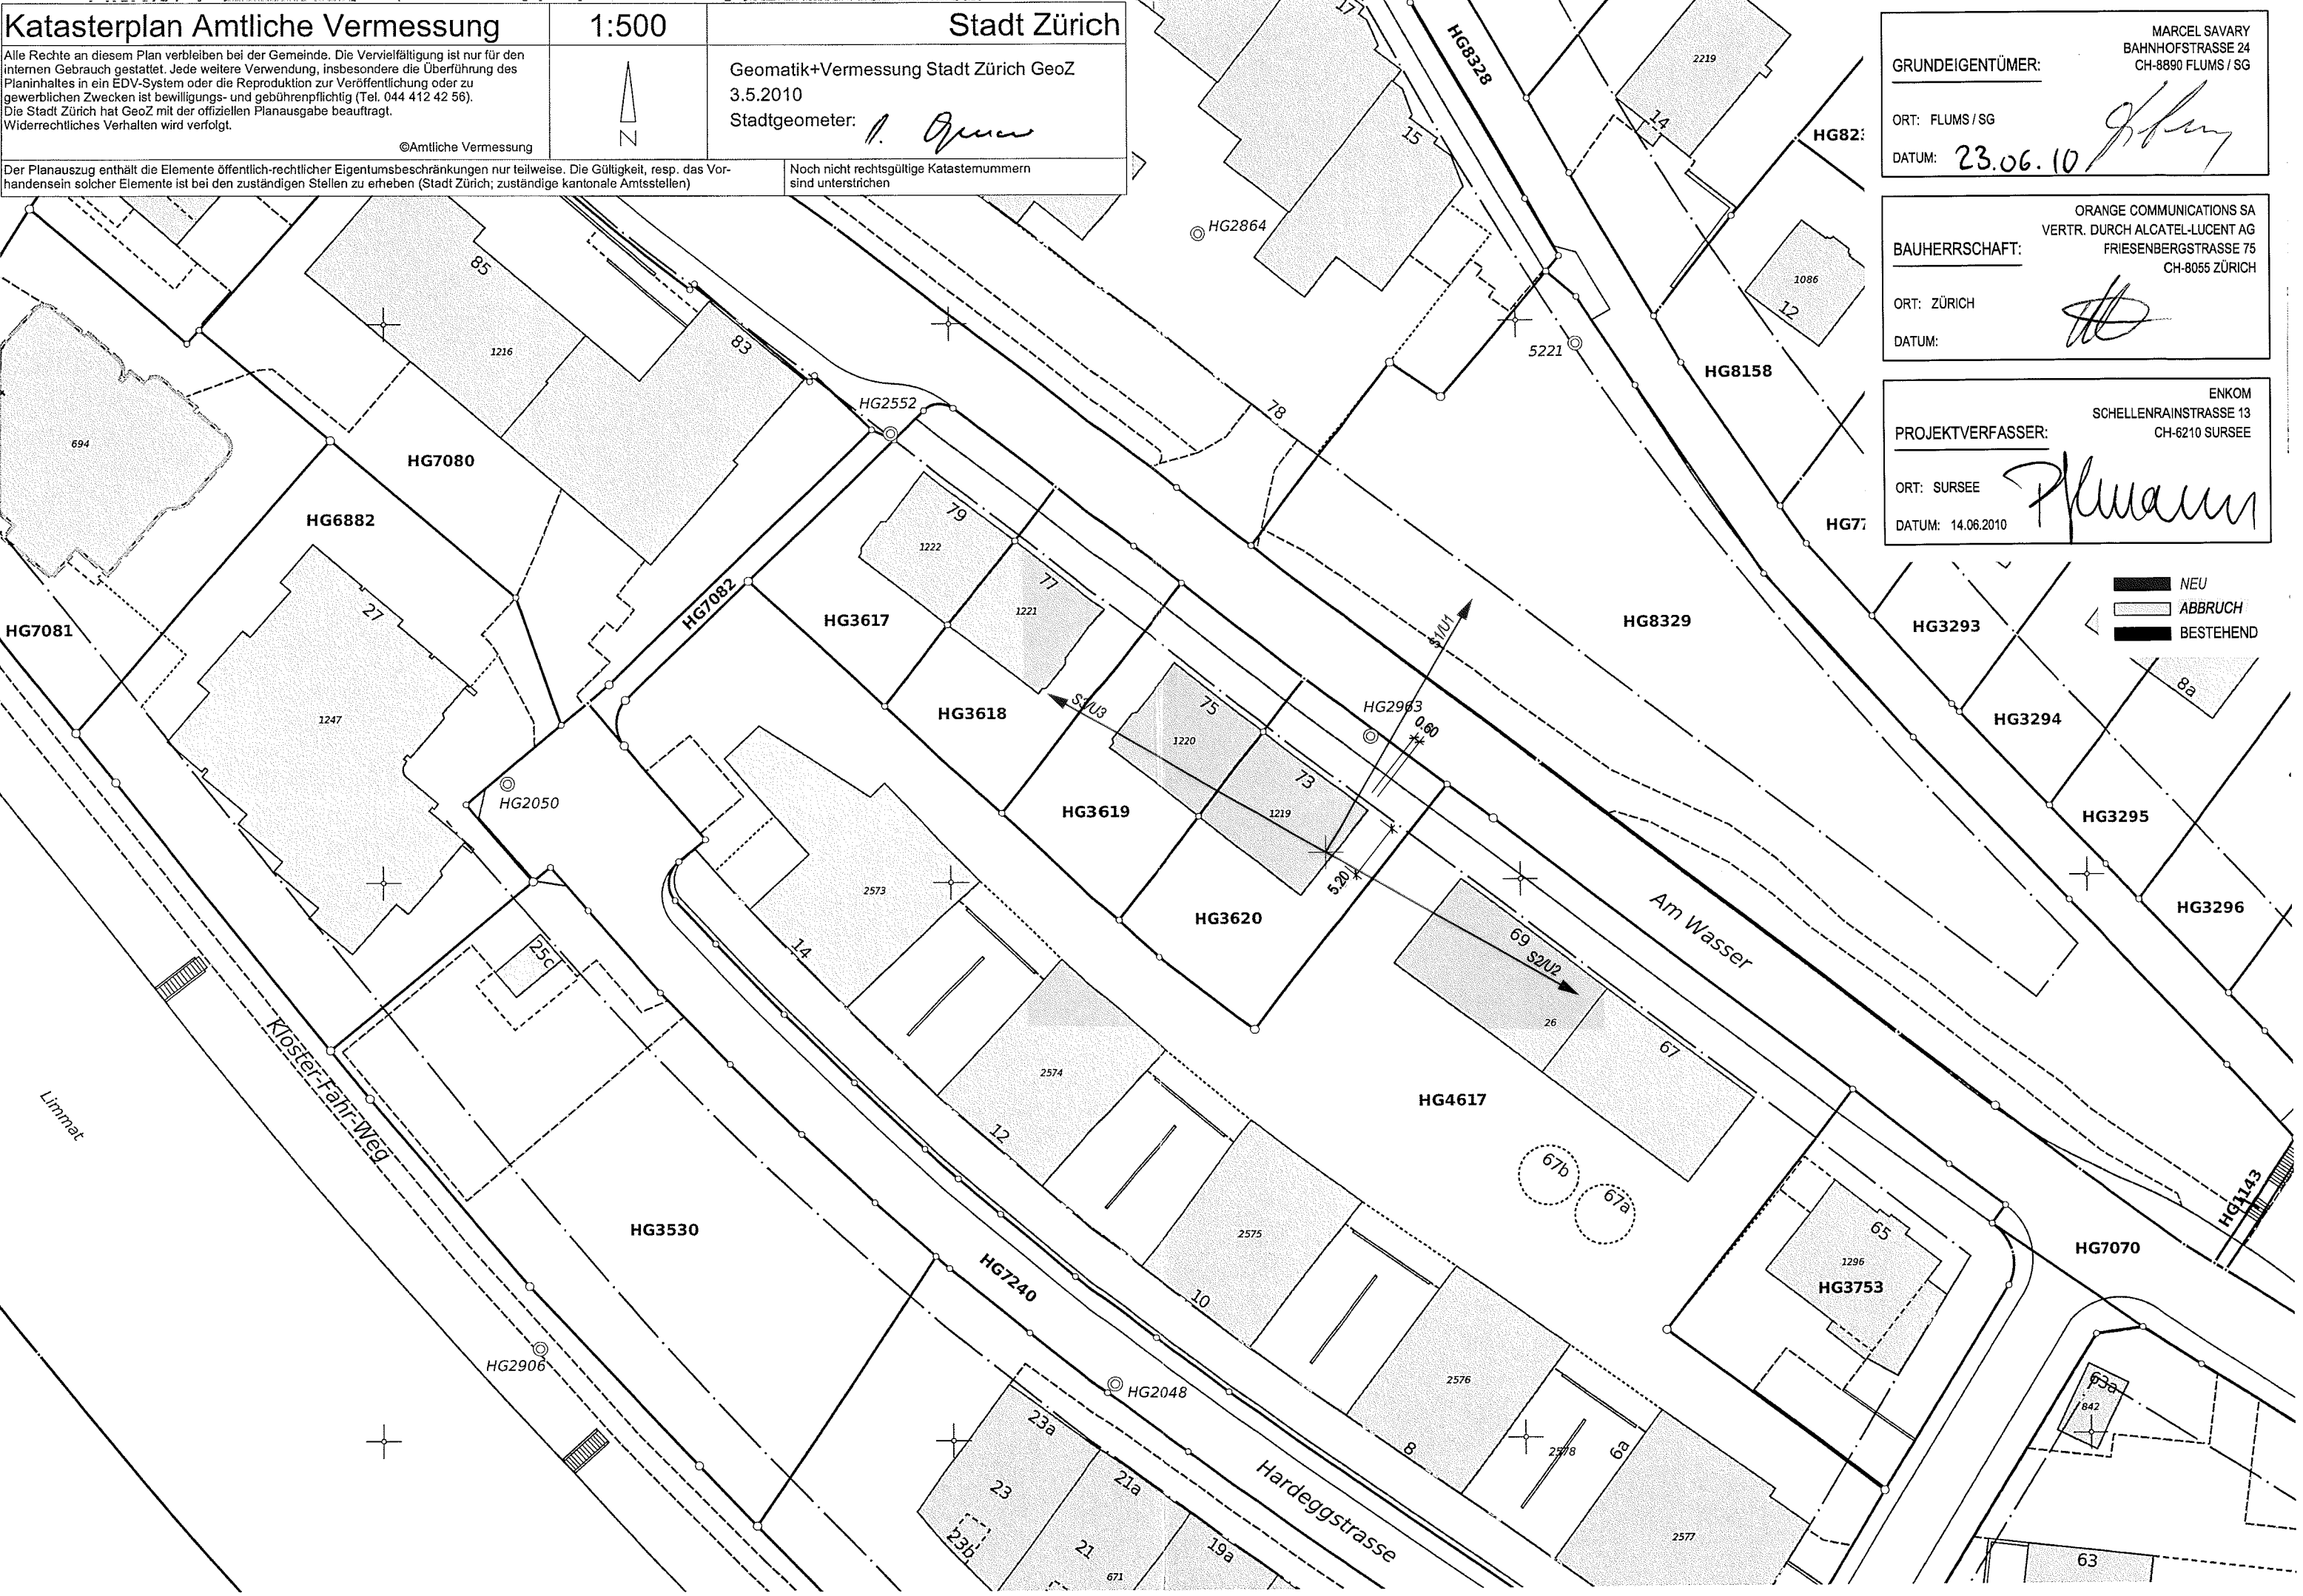 Katasterplan Amtliche Vermessung
1:500
Stadt Zürich
Alle Rechte an diesem Plan verbleiben bei der Gemeinde. Die Vervielfältigung ist nur für den
internen Gebrauch gestattet. Jede weitere Verwendung, insbesondere die Überführung des
Planinhaltes in ein EDV-System oder die Reproduktion zur Veröffentlichung oder zu
gewerblichen Zwecken ist bewilligungs- und gebührenpflichtig (Tel. 044 412 42 56).
Die Stadt Zürich hat GeoZ mit der offiziellen Planausgabe beauftragt.
Widerrechtliches Verhalten wird verfolgt.
©Amtliche Vermessung
N
Geomatik+Vermessung Stadt Zürich GeoZ
3.5.2010
Stadtgeometer:
Der Planauszug enthält die Elemente öffentlich-rechtlicher Eigentumsbeschränkungen nur teilweise. Die Gültigkeit, resp. das Vor-
handensein solcher Elemente ist bei den zuständigen Stellen zu erheben (Stadt Zürich; zuständige kantonale Amtsstellen)
Noch nicht rechtsgültige Katasternummern
sind unterstrichen
GRUNDEIGENTÜMER:
MARCEL SAVARY
BAHNHOFSTRASSE 24
CH-8890 FLUMS / SG
ORT: FLUMS / SG
DATUM: 23.06.10
BAUHERRSCHAFT:
ORANGE COMMUNICATIONS SA
VERTR. DURCH ALCATEL-LUCENT AG
FRIESENBERGSTRASSE 75
CH-8055 ZÜRICH
ORT: ZÜRICH
DATUM:
PROJEKTVERFASSER:
ENKOM
SCHELLENRAINSTRASSE 13
CH-6210 SURSEE
ORT: SURSEE
DATUM: 14.06.2010
NEU
ABBRUCH
BESTEHEND
17
HG8328
2219
14
15
HG2864
1086
12
5221
HG8158
85
1216
83
HG2552
78
694
HG7080
HG6882
79
1222
77
1221
HG7082
HG3617
27
HG7081
1247
S1/U1
HG8329
HG3293
8a
HG3294
HG3618
S3/U3
75
1220
HG2963
0.60
73
1219
HG2050
HG3619
HG3295
5.20
2573
14
HG3620
69
S2/U2
26
Am Wasser
HG3296
25c
67
Kloster-Fahr-Weg
Limmat
2574
12
HG4617
67b
67a
HG1143
HG3530
2575
10
65
1296
HG3753
HG7070
HG7240
HG2906
HG2048
2576
8
2578
6a
63a
842
23a
23
23b
21a
21
671
19a
Hardeggstrasse
2577
63